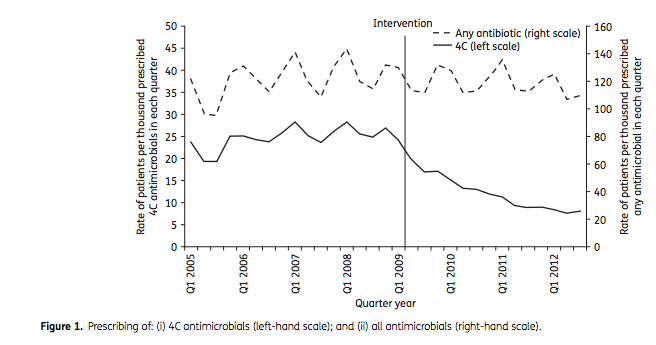 Intervention
Any antibiotic (right scale)
4C (left scale)
Rate of patients per thousand prescribed
4C antimicrobials in each quarter
50
45
40
35
30
25
20
15
10
5
0
160
140
120
100
80
60
40
20
0
Rate of patients per thousand prescribed
any antimicrobial in each quarter
Q1 2005
Q1 2006
Q1 2007
Q1 2008
Q1 2009
Q1 2010
Q1 2011
Q1 2012
Quarter year
Figure 1. Prescribing of: (i) 4C antimicrobials (left-hand scale); and (ii) all antimicrobials (right-hand scale).